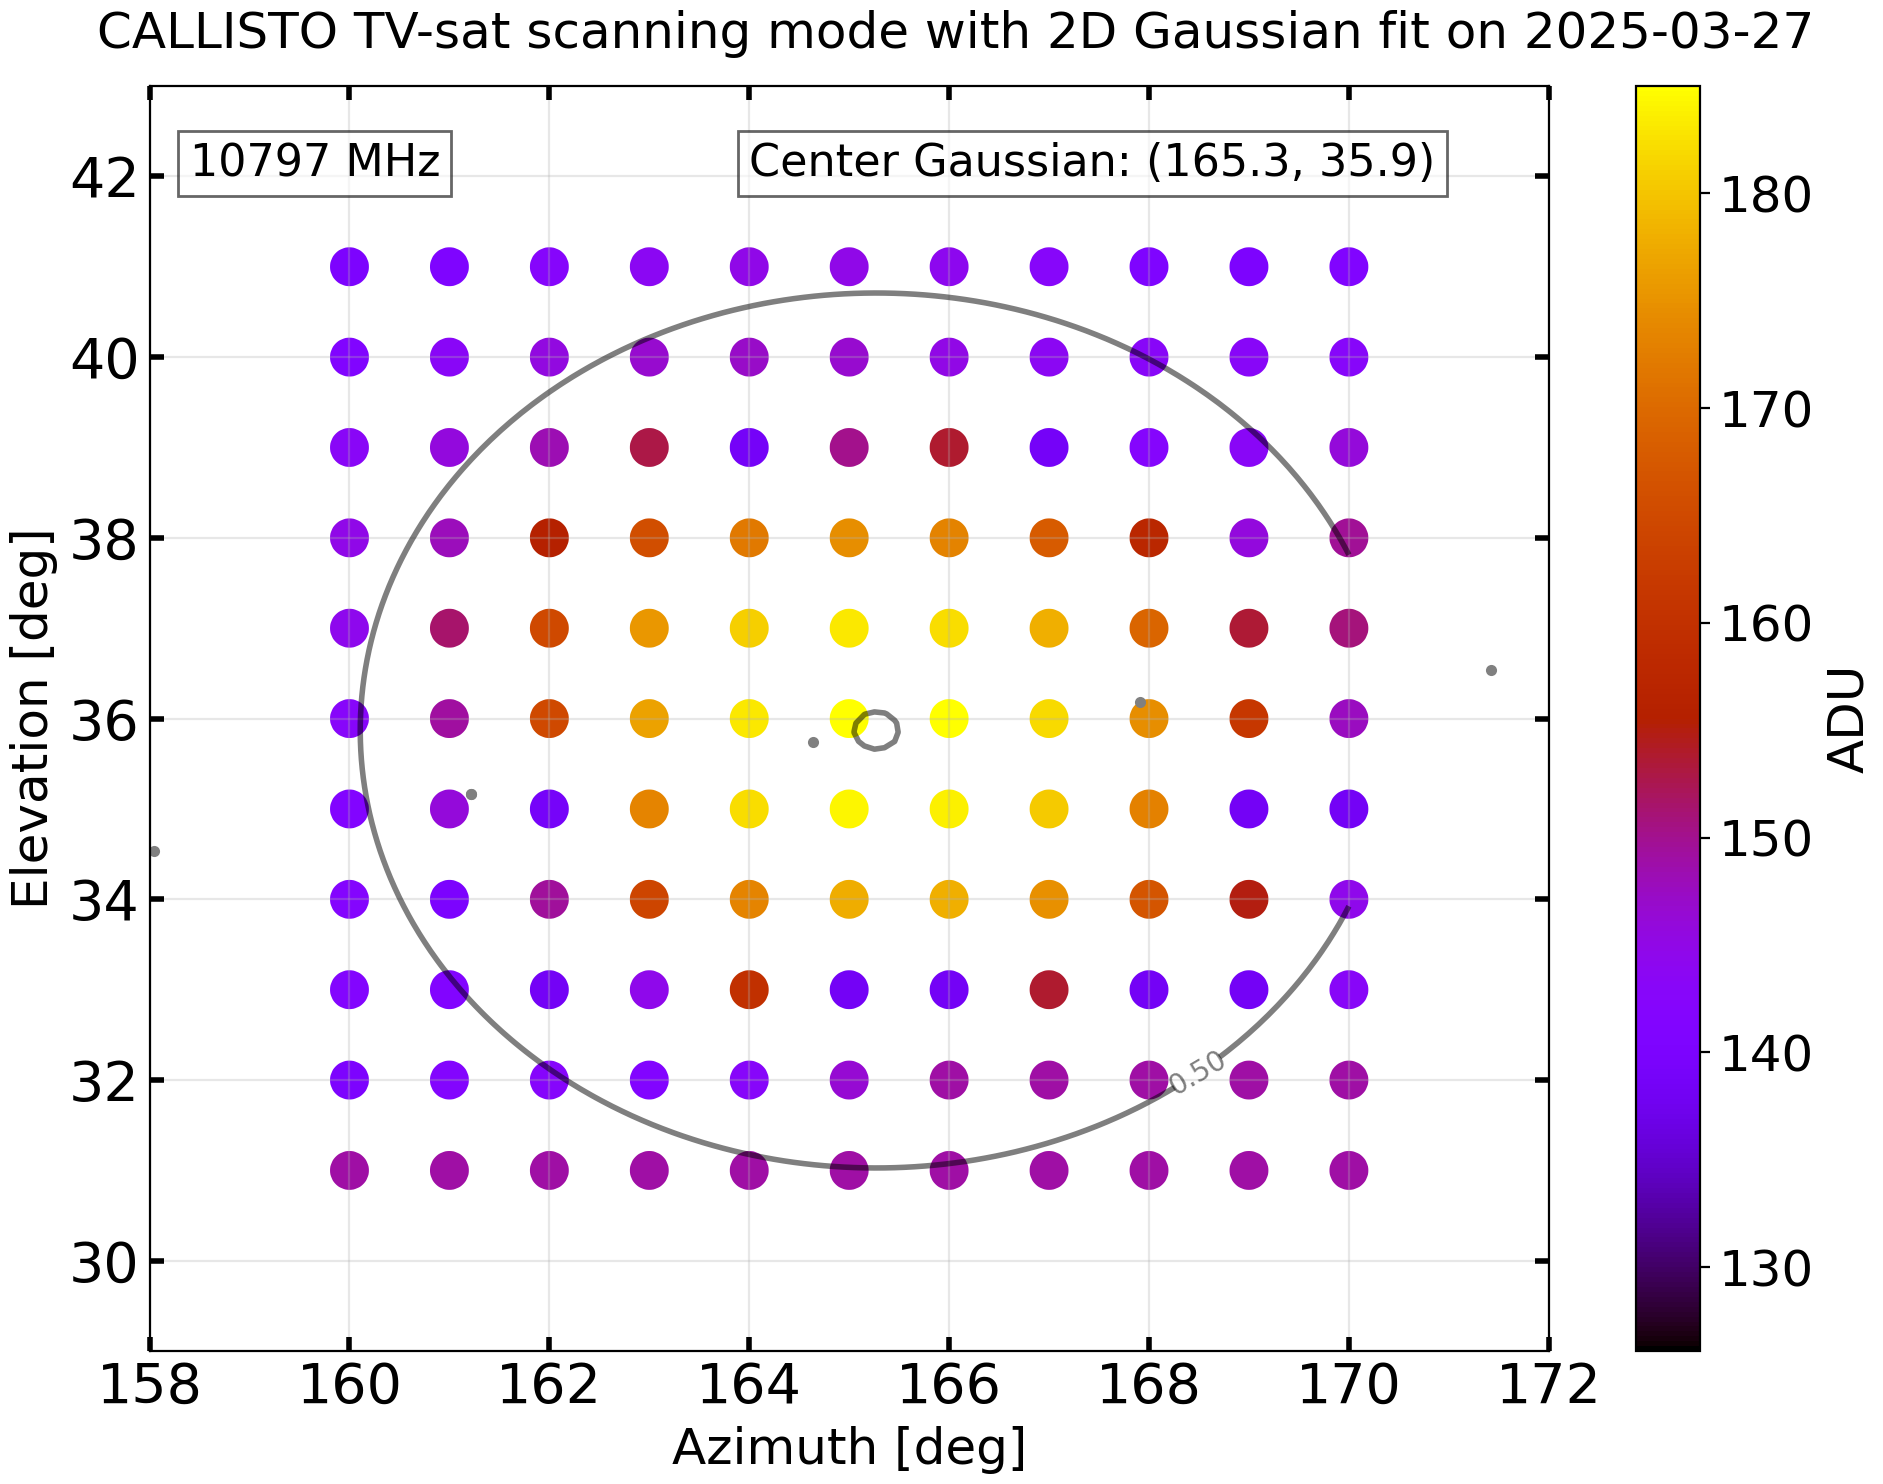 CALLISTO TV-sat scanning mode with 2D Gaussian fit on 2025-03-27
10797 MHz
Center Gaussian: (165.3, 35.9)
42
40
38
36
34
32
30
Elevation [deg]
0.50
158 160 162 164 166 168 170 172
Azimuth [deg]
180
170
160
150
140
130
ADU